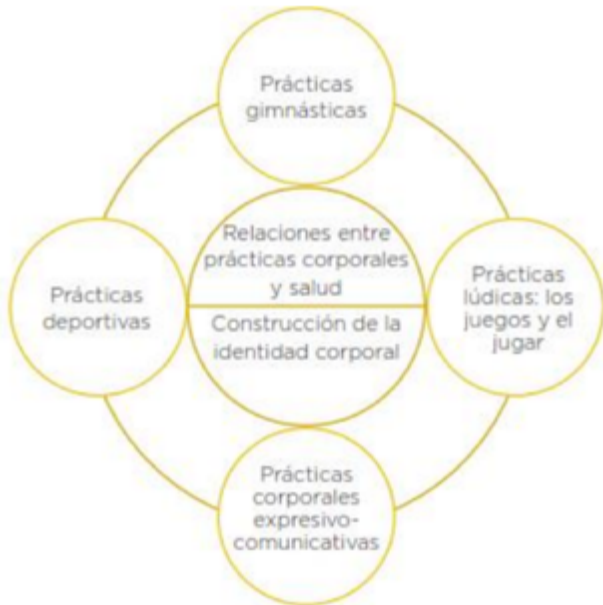 Prácticas
gimnásticas
Relaciones entre
prácticas corporales
y salud
Construcción de la
identidad corporal
Prácticas
deportivas
Prácticas
lúdicas: los
juegos y el
jugar
Prácticas
corporales
expresivo-
comunicativas